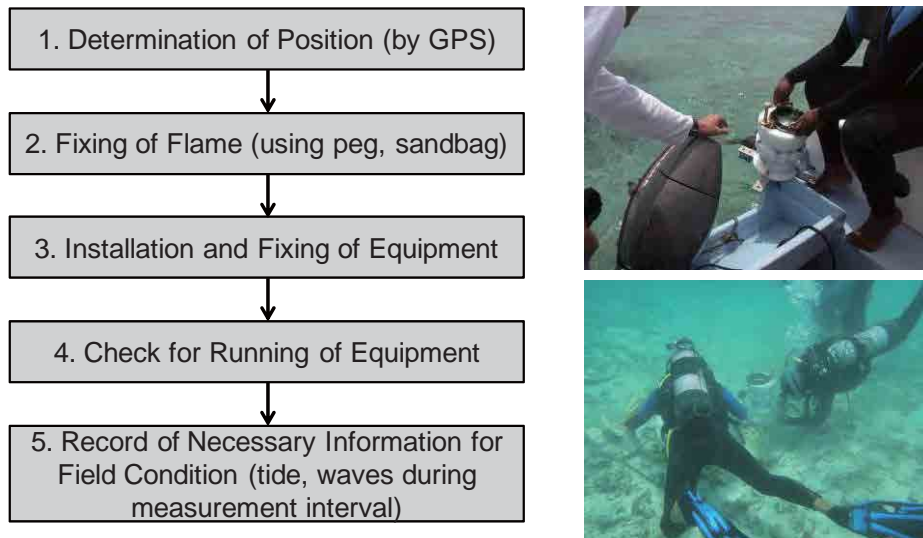 1. Determination of Position (by GPS)
2. Fixing of Flame (using peg, sandbag)
3. Installation and Fixing of Equipment
4. Check for Running of Equipment
5. Record of Necessary Information for
Field Condition (tide, waves during
measurement interval)